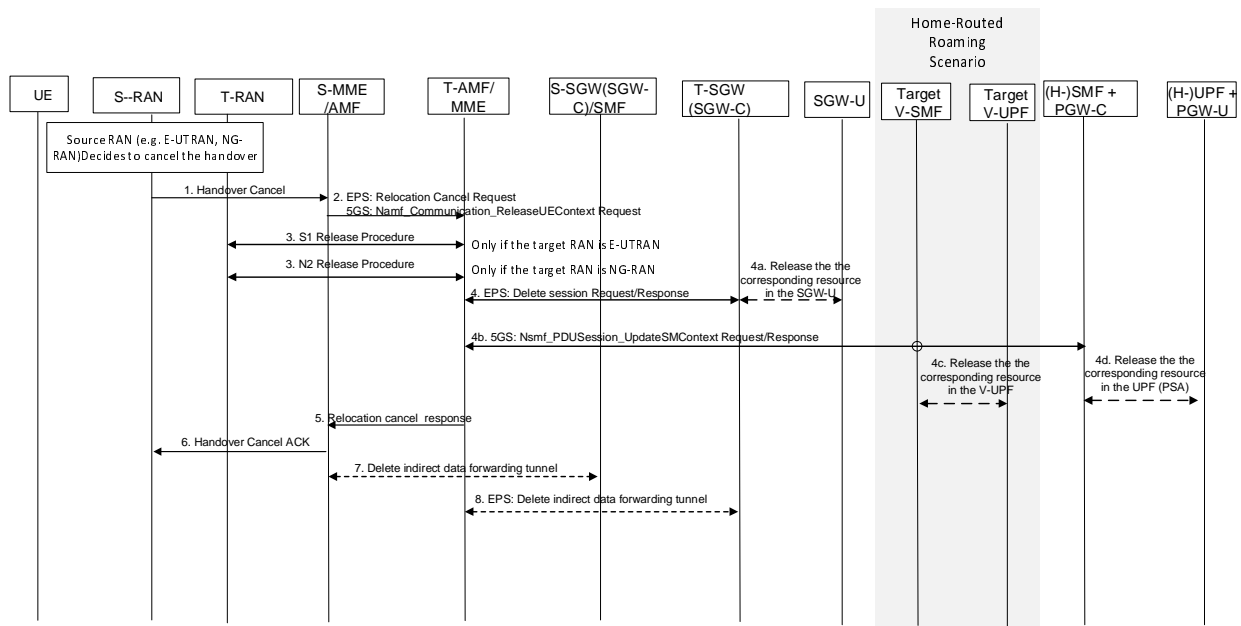 Home-Routed
Roaming
Scenario
UE
S--RAN
T-RAN
S-MME
/AMF
T-AMF/
MME
S-SGW(SGW-
C)/SMF
T-SGW
(SGW-C)
SGW-U
Target
V-SMF
Target
V-UPF
(H-)SMF +
PGW-C
(H-)UPF +
PGW-U
Source RAN (e.g. E-UTRAN, NG-
RAN)Decides to cancel the handover
1. Handover Cancel
2. EPS: Relocation Cancel Request
5GS: Namf_Communication_ReleaseUEContext Request
3. S1 Release Procedure
Only if the target RAN is E-UTRAN
3. N2 Release Procedure
Only if the target RAN is NG-RAN
4. EPS: Delete session Request/Response
4a. Release the the
corresponding resource
in the SGW-U
4b. 5GS: Nsmf_PDUSession_UpdateSMContext Request/Response
4c. Release the the
corresponding resource
in the V-UPF
4d. Release the the
corresponding resource
in the UPF (PSA)
5. Relocation cancel response
6. Handover Cancel ACK
7. Delete indirect data forwarding tunnel
8. EPS: Delete indirect data forwarding tunnel